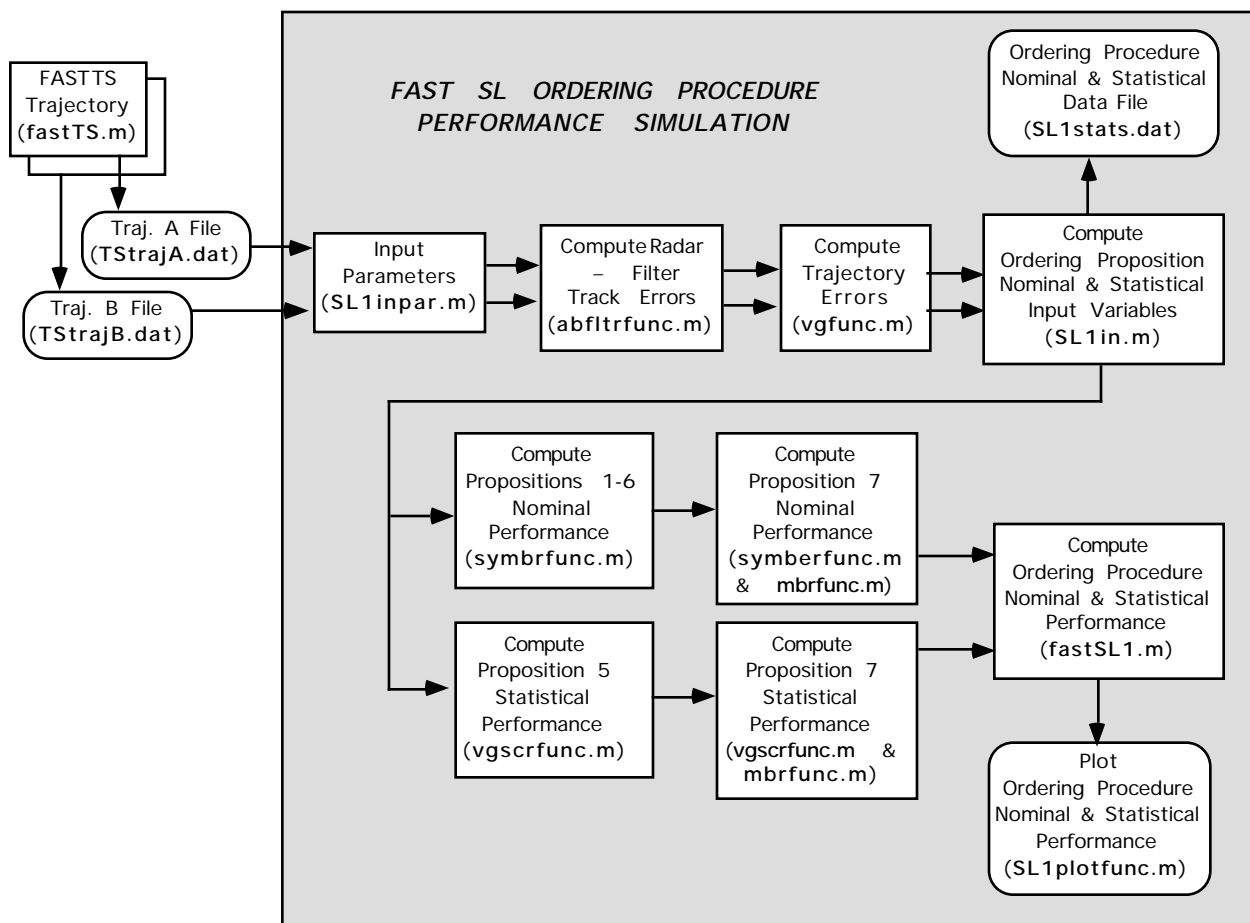 FAST SL ORDERING PROCEDURE
PERFORMANCE SIMULATION
FASTTS
Trajectory
(fastTS.m)
Traj. A File
(TStrajA.dat)
Traj. B File
(TStrajB.dat)
Input
Parameters
(SL1inpar.m)
Compute Radar
– Filter
Track Errors
(abfltrfunc.m)
Compute
Trajectory
Errors
(vgfunc.m)
Compute
Ordering Proposition
Nominal & Statistical
Input Variables
(SL1in.m)
Ordering Procedure
Nominal & Statistical
Data File
(SL1stats.dat)
Compute
Propositions 1-6
Nominal
Performance
(symbrfunc.m)
Compute
Proposition 7
Nominal
Performance
(symberfunc.m
& mbrfunc.m)
Compute
Proposition 5
Statistical
Performance
(vgscrfunc.m)
Compute
Proposition 7
Statistical
Performance
(vgscrfunc.m &
mbrfunc.m)
Compute
Ordering Procedure
Nominal & Statistical
Performance
(fastSL1.m)
Plot
Ordering Procedure
Nominal & Statistical
Performance
(SL1plotfunc.m)